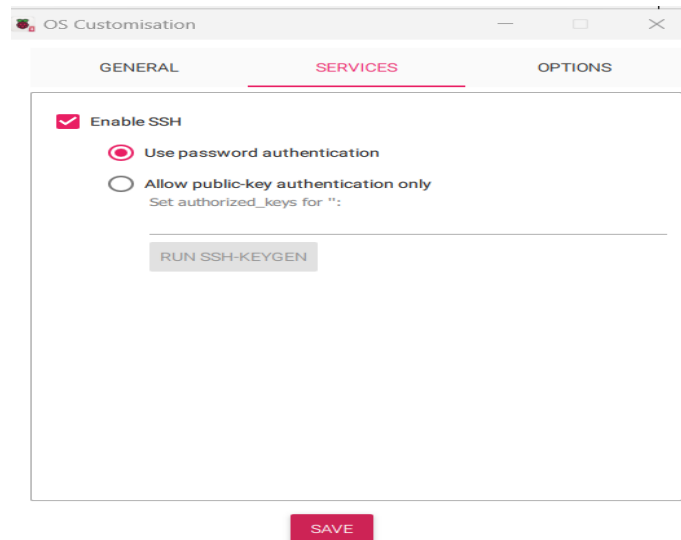 OS Customisation
GENERAL SERVICES OPTIONS
Enable SSH
Use password authentication
Allow public-key authentication only
Set authorized_keys for '':
RUN SSH-KEYGEN
SAVE